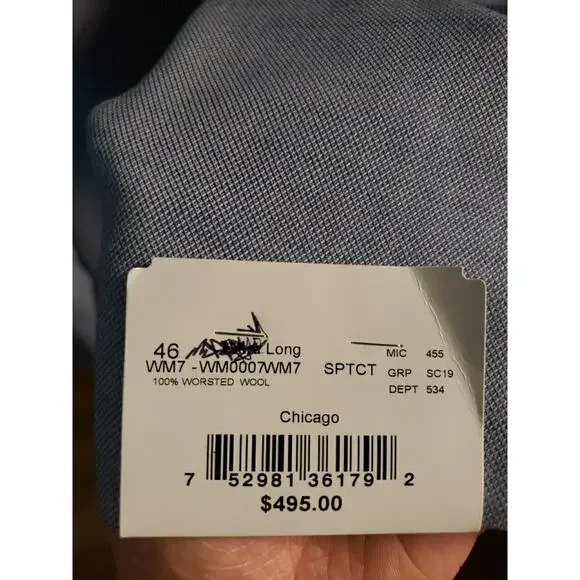 46 Long
MIC 455
WM7 - WM0007WM7 SPTCT GRP SC19
100% WORSTED WOOL
DEPT 534
Chicago
7 52981 36179 2
$495.00